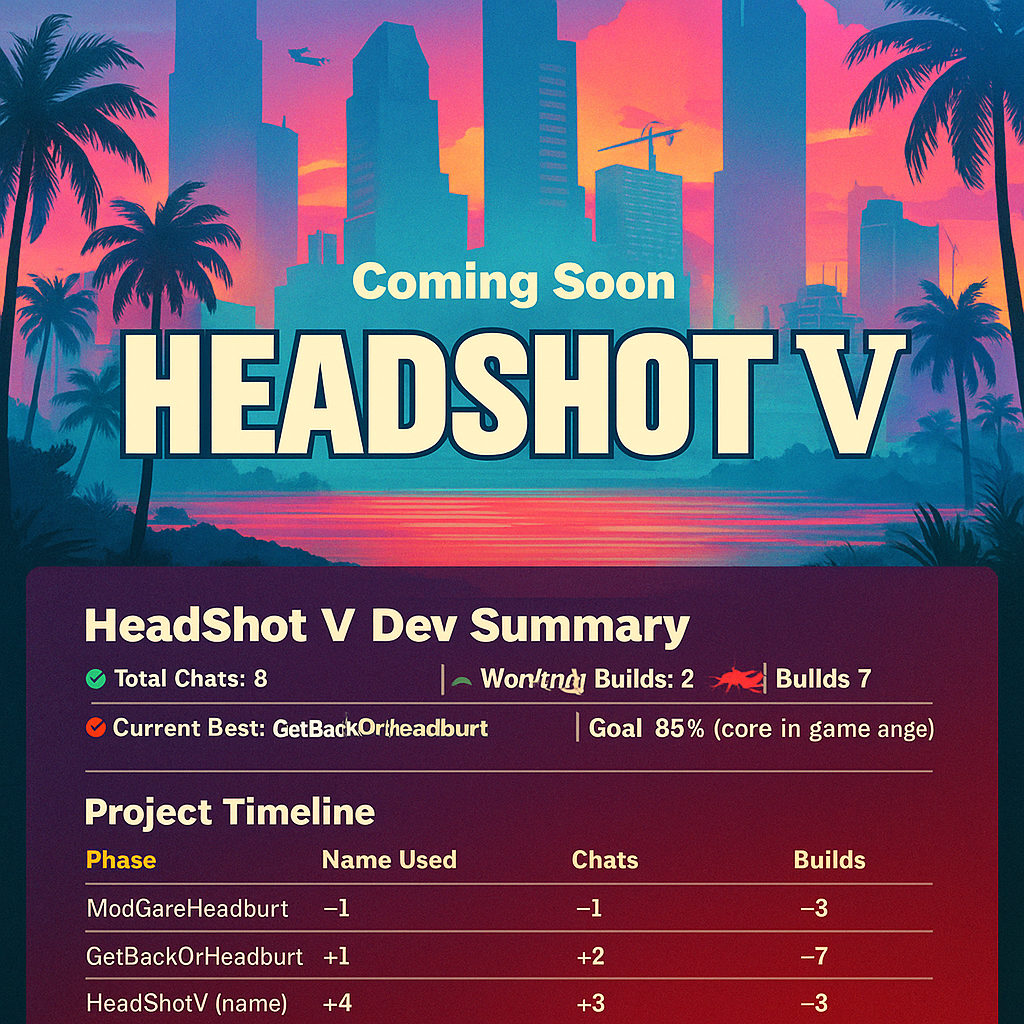 Coming Soon
HEADSHOT V
HeadShot V Dev Summary
Total Chats: 8 | Builds: 2 | Bullds 7
Current Best: | Goal 85% (core in game ange)
Project Timeline
Phase Name Used Chats Builds
ModGareHeadburt –1 –1 –3
GetBackOrHeadburt +1 +2 –7
HeadShotV (name) +4 +3 –3